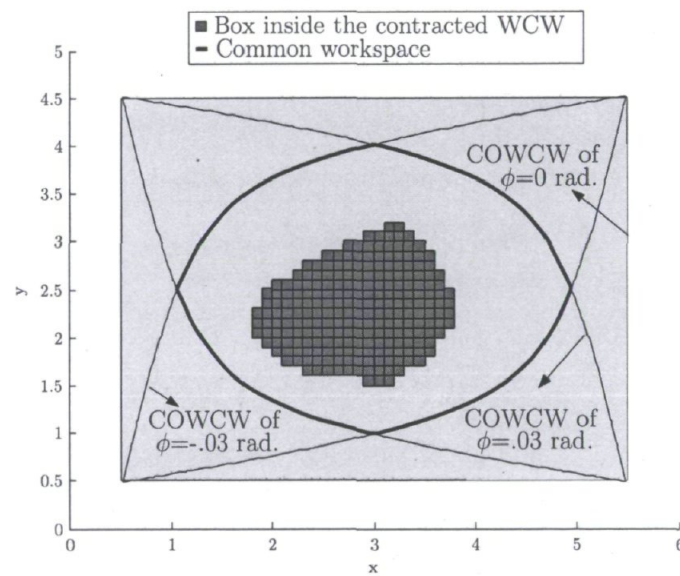 Box inside the contracted WCW
Common workspace
5
4.5
4
3.5
3
2.5
2
1.5
1
0.5
0
y
COWCW of
ϕ=0 rad.
COWCW of
ϕ=-.03 rad.
COWCW of
ϕ=.03 rad.
0
1
2
3
4
5
6
x